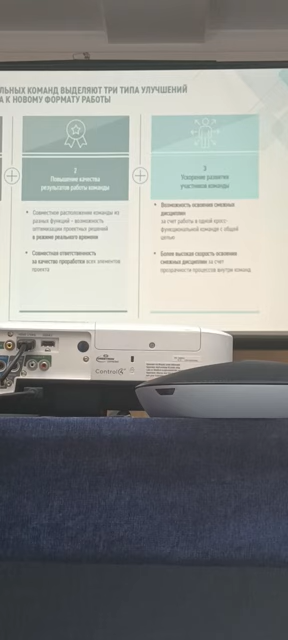 ЛЬНЫХ КОМАНД ВЫДЕЛЯЮТ ТРИ ТИПА УЛУЧШЕНИЙ
А К НОВОМУ ФОРМАТУ РАБОТЫ
2
Повышение качества
результатов работы команды
• Совместное расположение команды из
разных функций – возможность
оптимизации проектных решений
в режиме реального времени
• Совместная ответственность
за качество проработки всех элементов
проекта
3
Ускорение развития
участников команды
• Возможность освоения смежных
дисциплин
за счет работы в одной кросс-
функциональной команде с общей
целью
• Более высокая скорость освоения
смежных дисциплин за счет
прозрачности процессов внутри команд
Control4